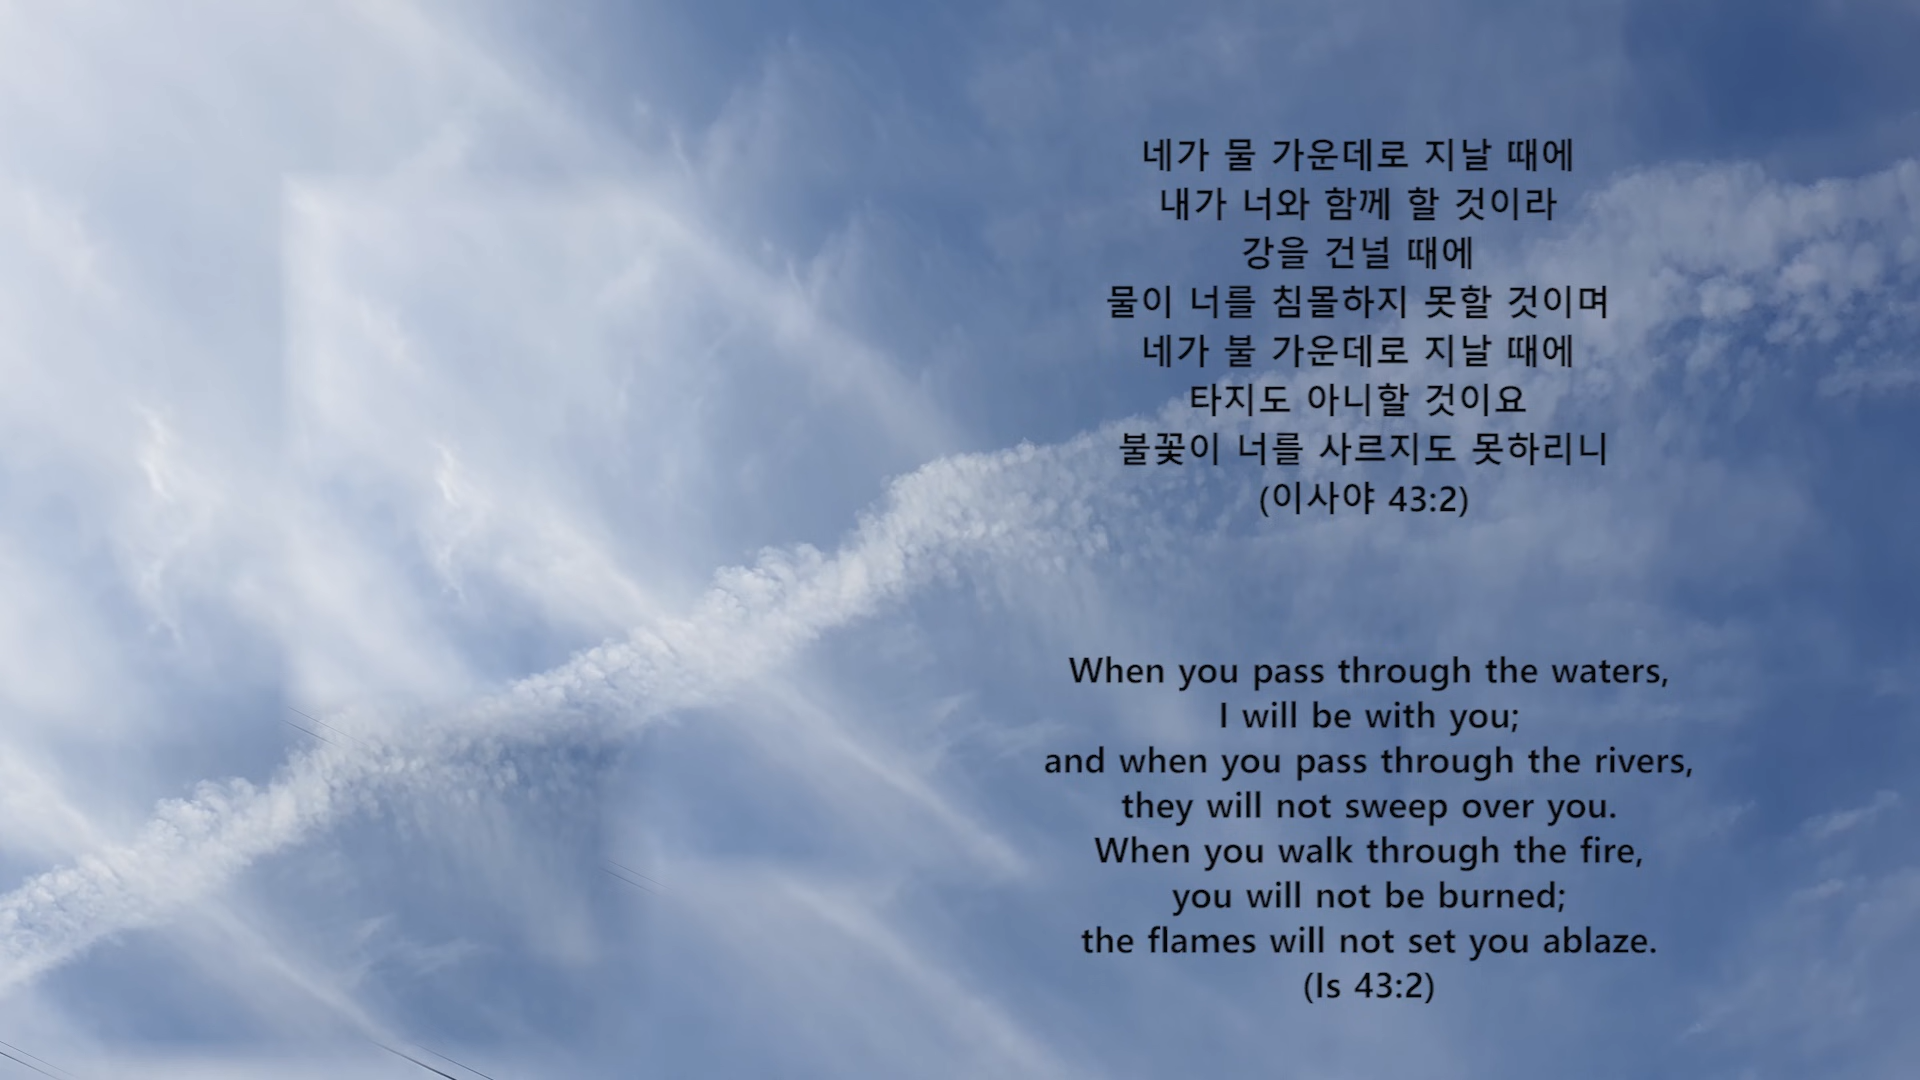 네가 물 가운데로 지날 때에
내가 너와 함께 할 것이라
강을 건널 때에
물이 너를 침몰하지 못할 것이며
네가 불 가운데로 지날 때에
타지도 아니할 것이요
불꽃이 너를 사르지도 못하리니
(이사야 43:2)
When you pass through the waters,
I will be with you;
and when you pass through the rivers,
they will not sweep over you.
When you walk through the fire,
you will not be burned;
the flames will not set you ablaze.
(Is 43:2)